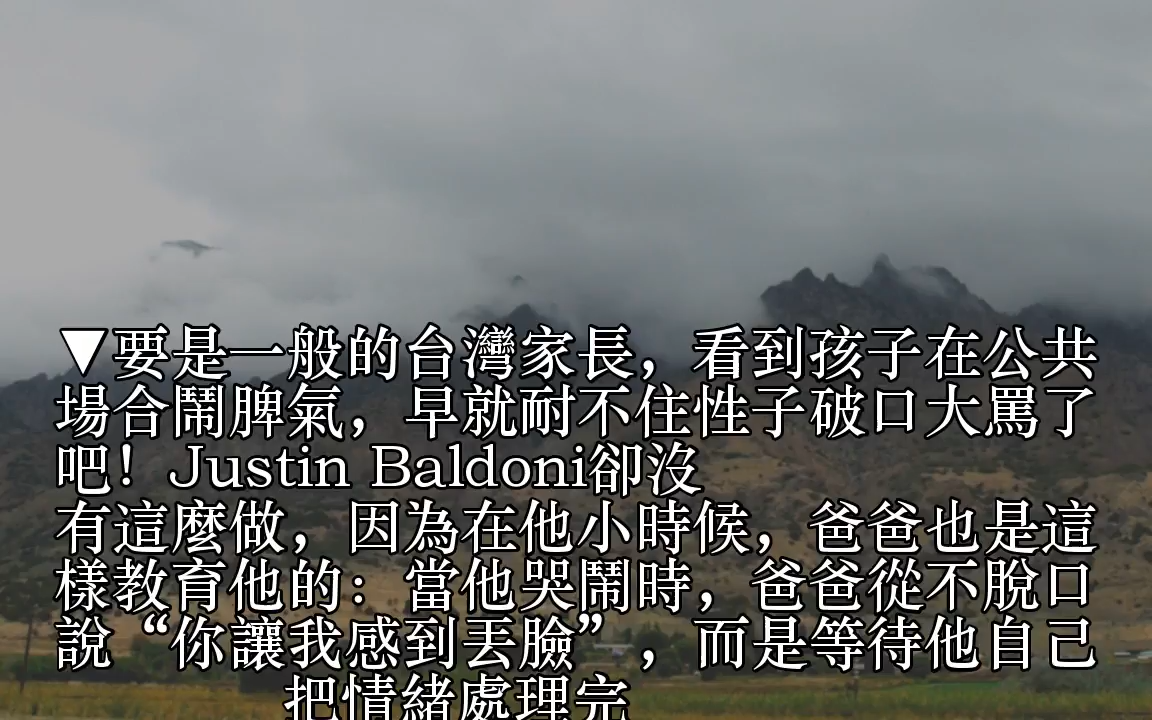 ▼要是一般的台灣家長，看到孩子在公共
場合鬧脾氣，早就耐不住性子破口大罵了
吧！Justin Baldoni卻沒
有這麼做，因為在他小時候，爸爸也是這
樣教育他的：當他哭鬧時，爸爸從不脫口
說“你讓我感到丟臉”，而是等待他自己
把情緒處理完